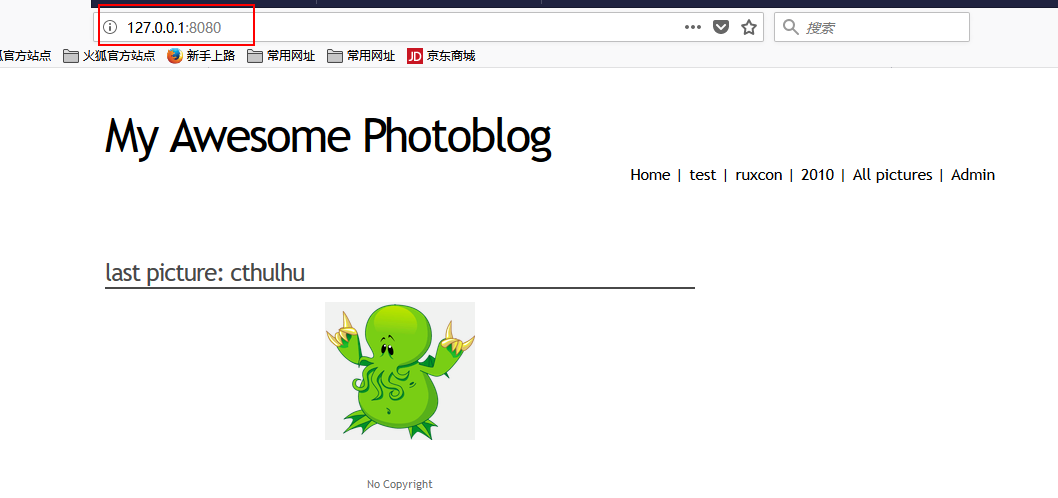 127.0.0.1:8080
搜索
狐官方站点 火狐官方站点 新手上路 常用网址 常用网址 JD 京东商城
My Awesome Photoblog
Home | test | ruxcon | 2010 | All pictures | Admin
last picture: cthulhu
No Copyright